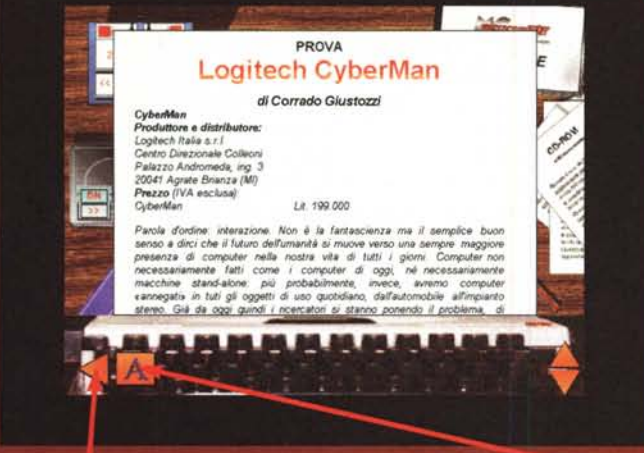 PROVA
Logitech CyberMan
di Corrado Giustozzi
CyberMan
Produttore e distributore:
Logitech Italia s.r.l.
Centro Direzionale Colleoni
Palazzo Andromeda, ing. 3
20041 Agrate Brianza (MI)
Prezzo (IVA esclusa):
CyberMan Lit. 199.000
Parola d'ordine: interazione. Non è la fantascienza ma il semplice buon
senso a dirci che il futuro dell'umanità si muove verso una sempre maggiore
presenza di computer nella nostra vita di tutti i giorni. Computer non
necessariamente fatti come i computer di oggi, né necessariamente
macchine stand-alone: più probabilmente, invece, avremo computer
«annegati» in tuti gli oggetti di uso quotidiano, dall'automobile all'impianto
stereo. Già da oggi quindi i ricercatori si stanno ponendo il problema, di
CD-ROM
ON
>>
<<
E
A